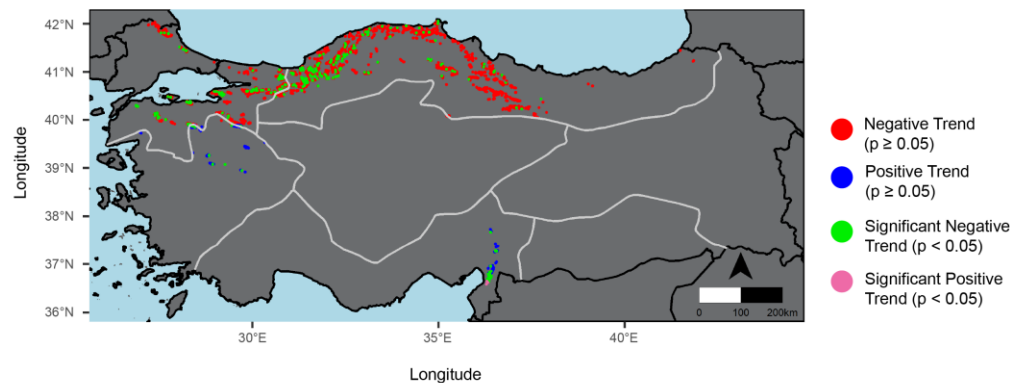 42°N
41°N
40°N
39°N
38°N
37°N
36°N
Longitude
30°E
35°E
40°E
Longitude
0 100 200km
Negative Trend
(p ≥ 0.05)
Positive Trend
(p ≥ 0.05)
Significant Negative
Trend (p < 0.05)
Significant Positive
Trend (p < 0.05)